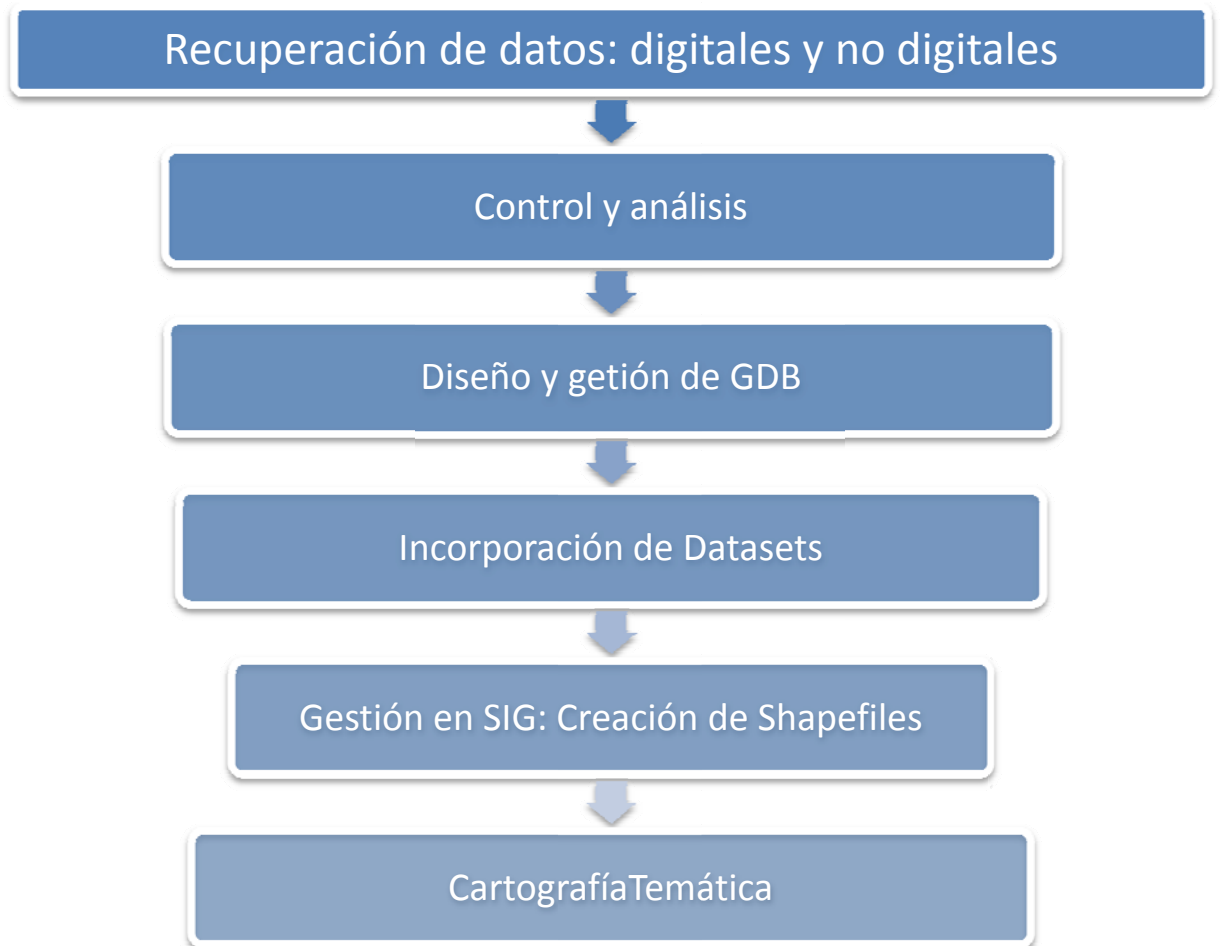 Recuperación de datos: digitales y no digitales
Control y análisis
Diseño y getión de GDB
Incorporación de Datasets
Gestión en SIG: Creación de Shapefiles
CartografíaTemática